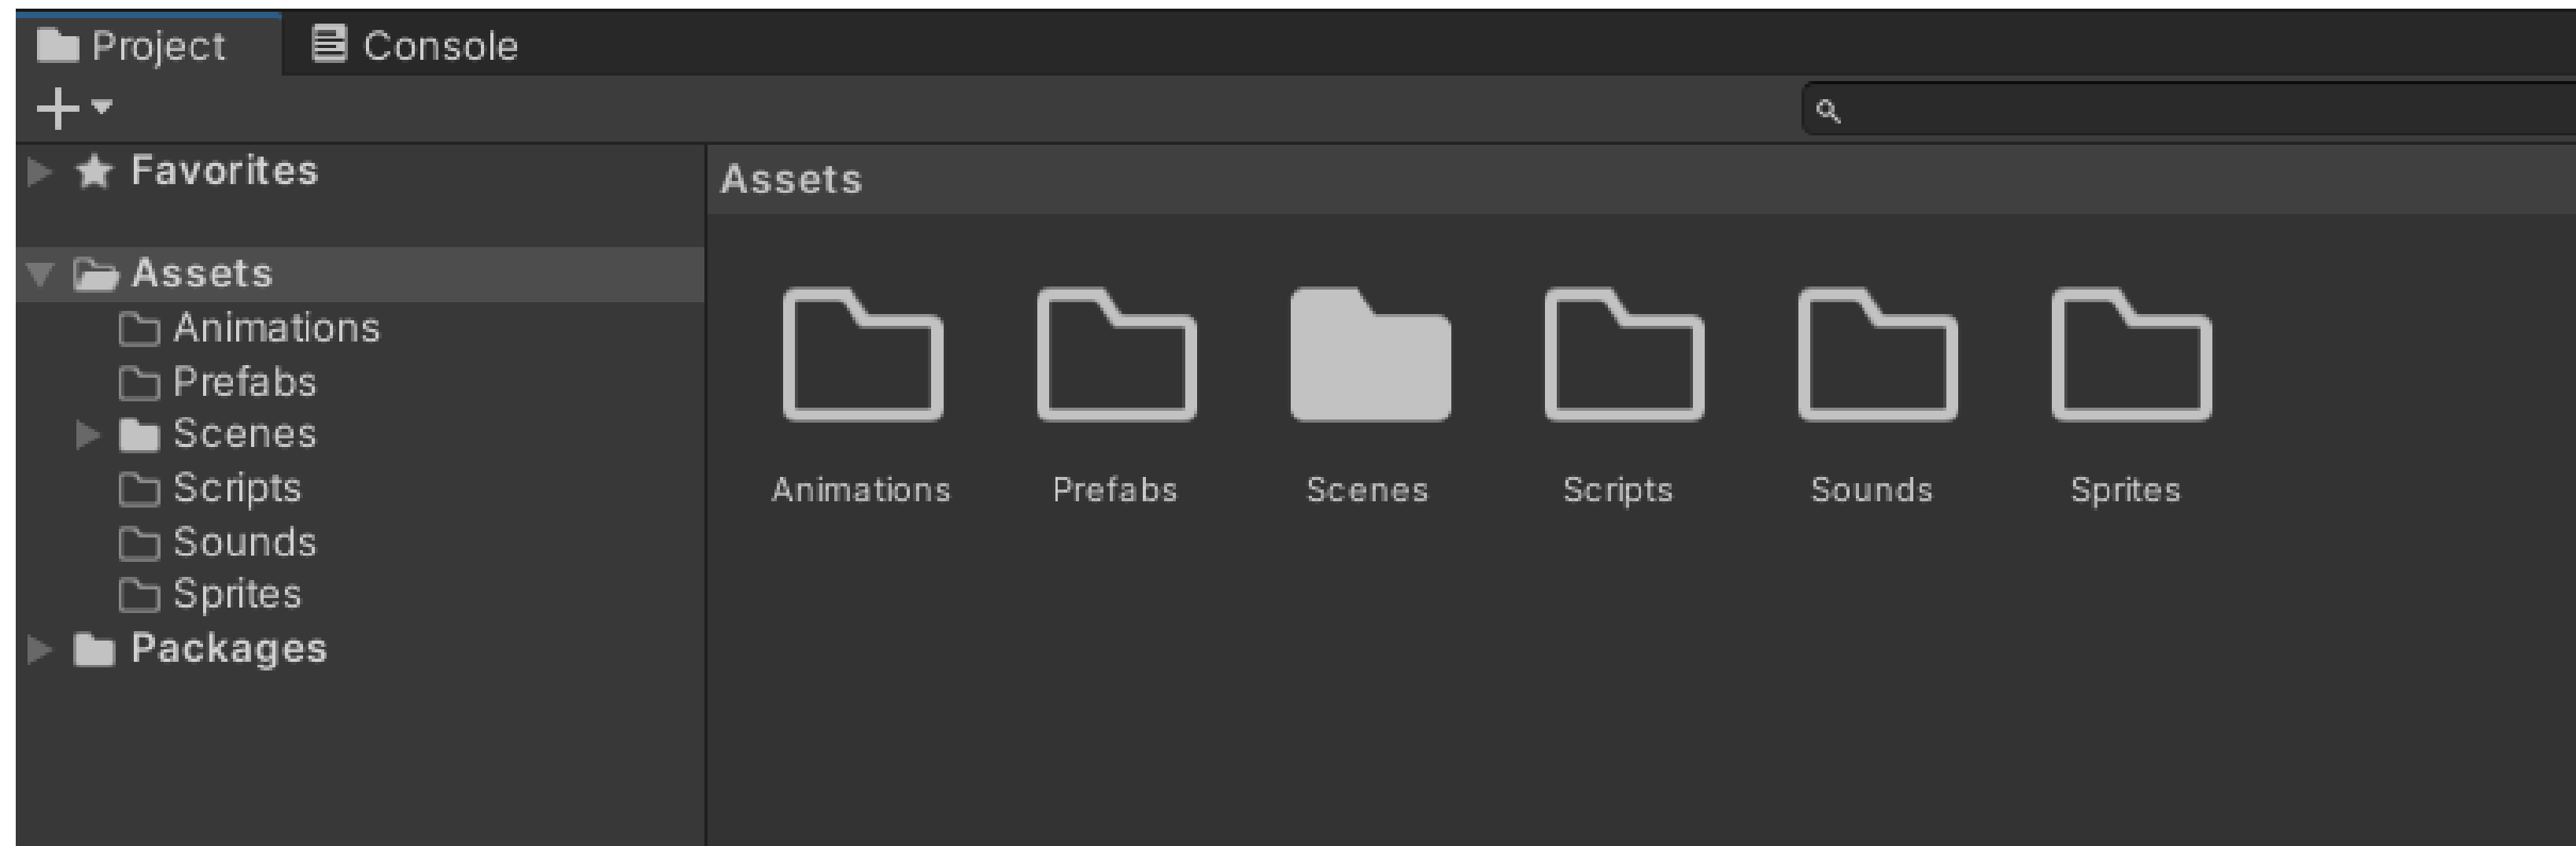 Project Console
Favorites
Assets
Animations
Prefabs
Scenes
Scripts
Sounds
Sprites
Packages
Assets
Animations Prefabs Scenes Scripts Sounds Sprites